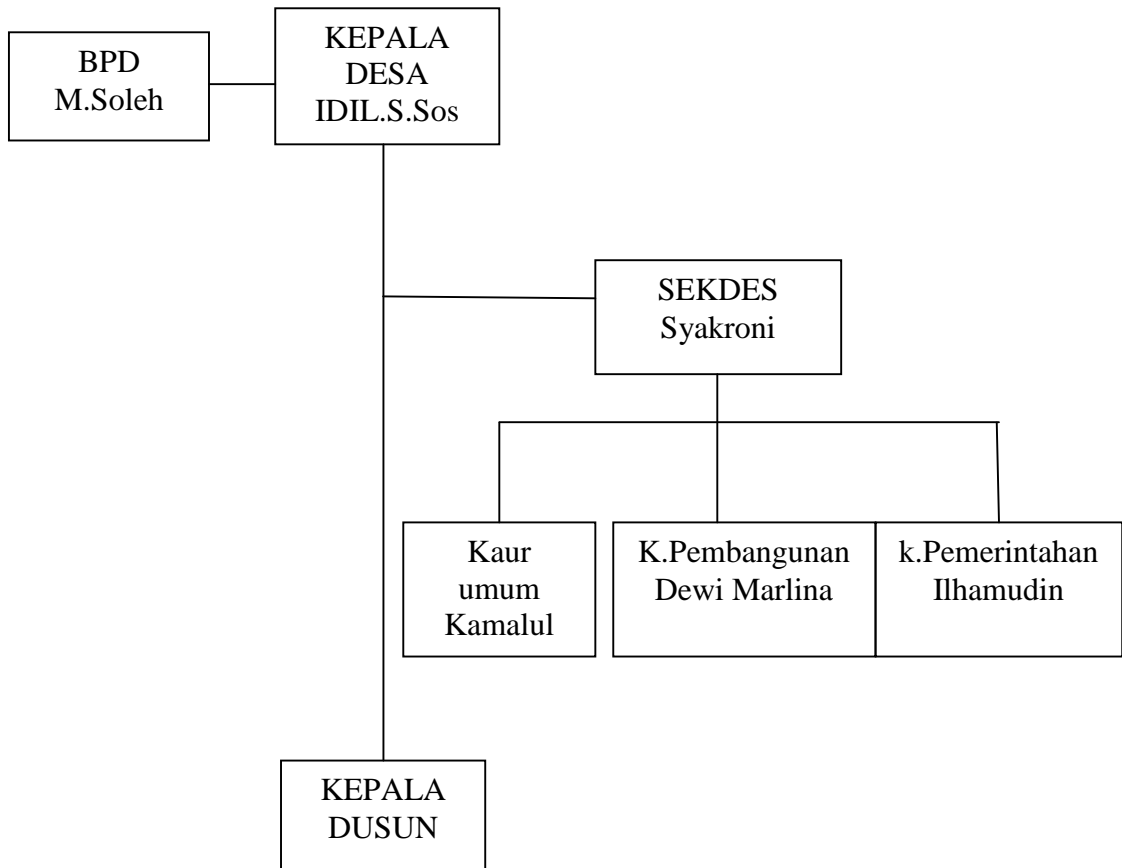 BPD
M.Soleh
KEPALA
DESA
IDIL.S.Sos
SEKDES
Syakroni
Kaur
umum
Kamalul
K.Pembangunan
Dewi Marlina
k.Pemerintahan
Ilhamudin
KEPALA
DUSUN